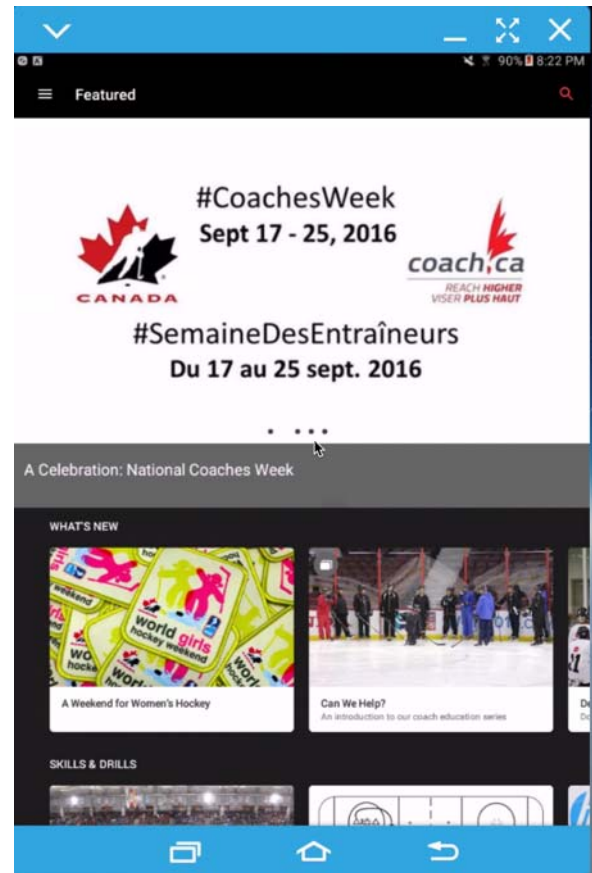 90% 8:22 PM
Featured
#CoachesWeek
Sept 17 - 25, 2016
CANADA
coach.ca
REACH HIGHER
VISER PLUS HAUT
#SemaineDesEntraîneurs
Du 17 au 25 sept. 2016
A Celebration: National Coaches Week
WHAT'S NEW
world girls
hockey weekend
A Weekend for Women's Hockey
Can We Help?
An introduction to our coach education series
SKILLS & DRILLS